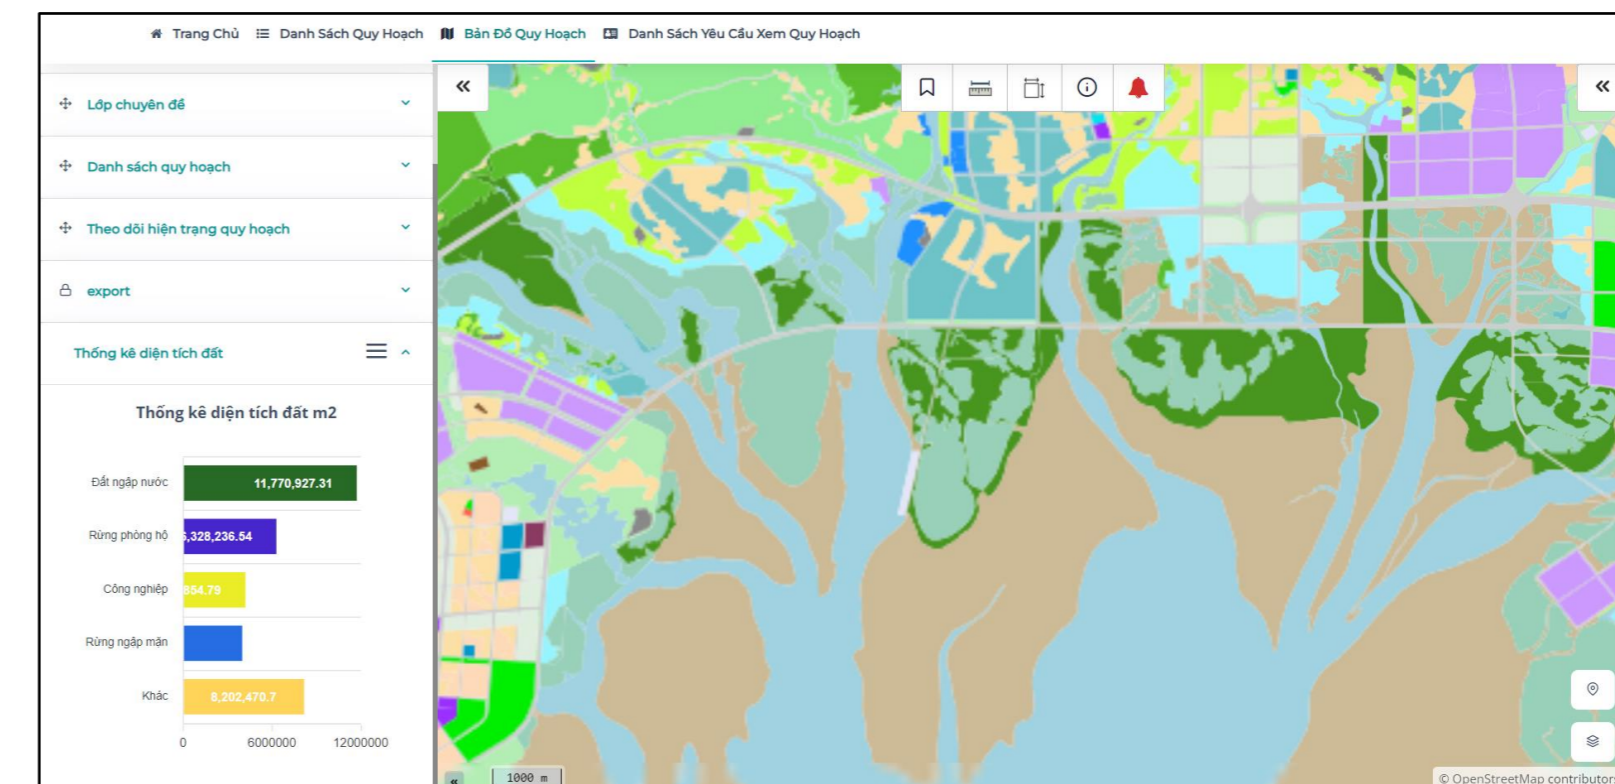 Trang Chủ Danh Sách Quy Hoạch Bản Đồ Quy Hoạch Danh Sách Yêu Cầu Xem Quy Hoạch
Lớp chuyên đề
Danh sách quy hoạch
Theo dõi hiện trạng quy hoạch
export
Thống kê diện tích đất
Thống kê diện tích đất m2
Đất ngập nước 11,770,927.31
Rừng phòng hộ ,328,236.54
Công nghiệp 854.79
Rừng ngập mặn
Khác 8,202,470.7
0 6000000 12000000
1000 m
© OpenStreetMap contributors